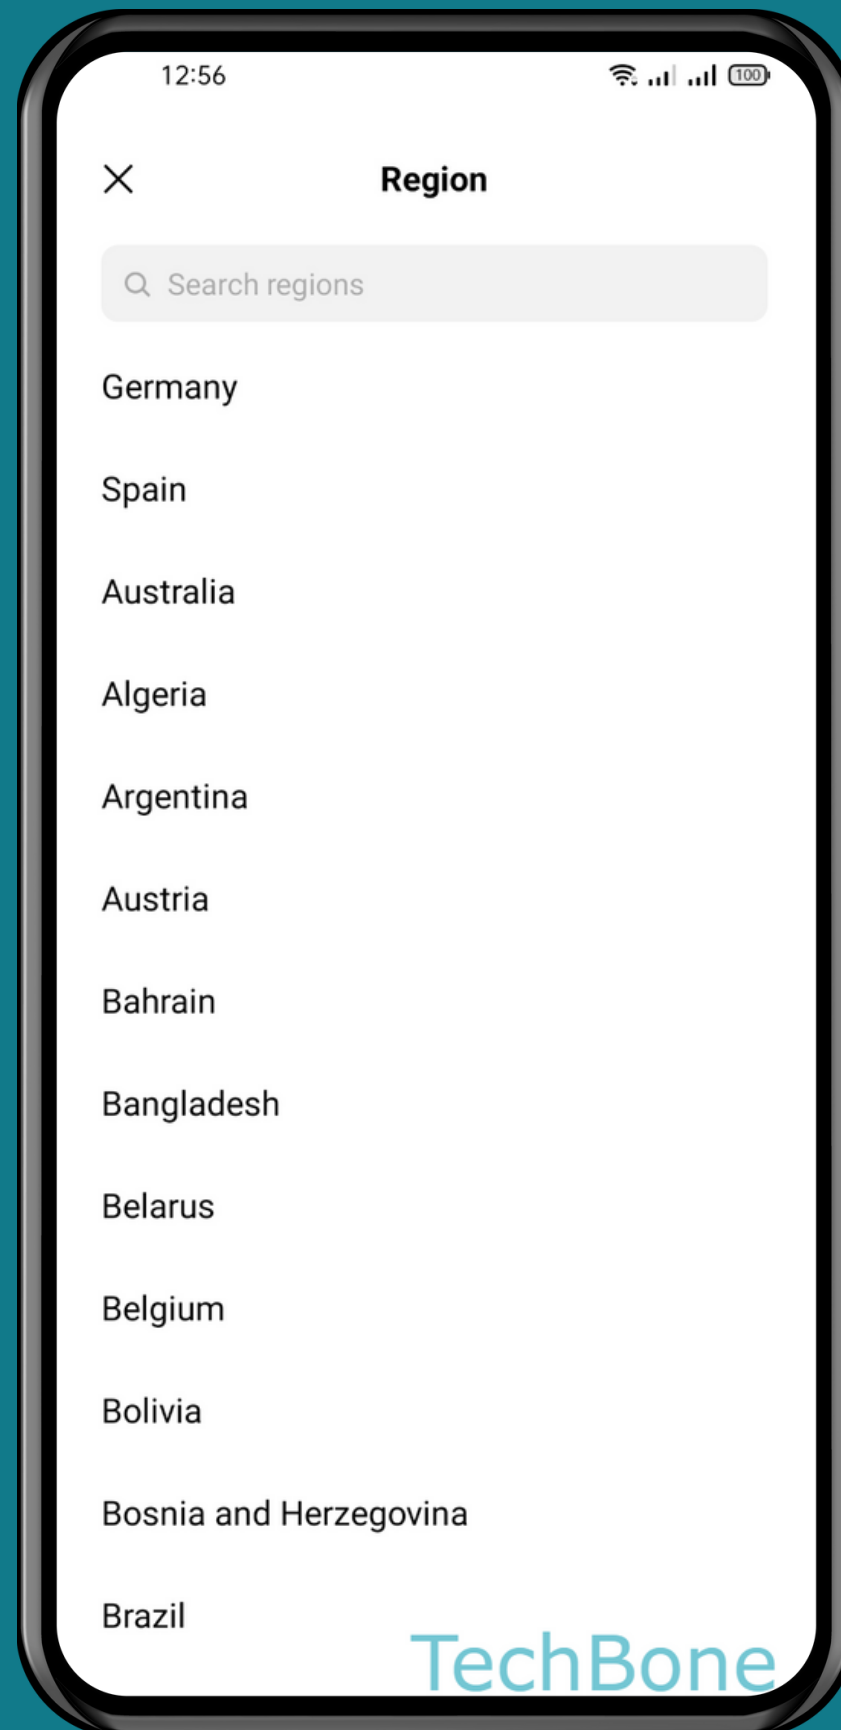 12:56
100
Region
Search regions
Germany
Spain
Australia
Algeria
Argentina
Austria
Bahrain
Bangladesh
Belarus
Belgium
Bolivia
Bosnia and Herzegovina
Brazil
TechBone